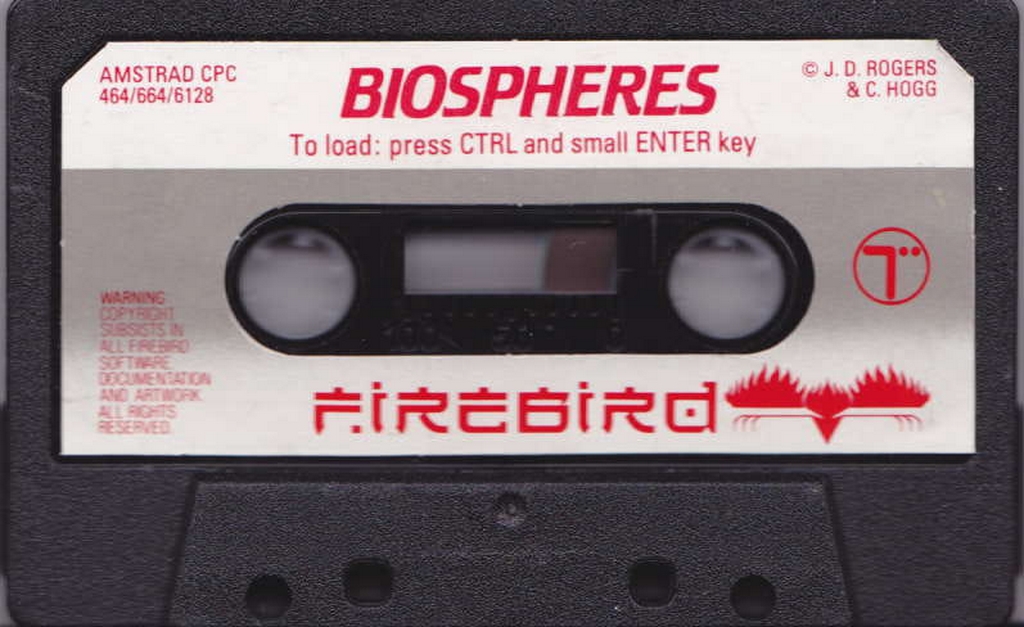 AMSTRAD CPC
464/664/6128
BIOSPHERES
© J. D. ROGERS
& C. HOGG
To load: press CTRL and small ENTER key
WARNING
COPYRIGHT
SUBSISTS IN
ALL FIREBIRD
SOFTWARE,
DOCUMENTATION
AND ARTWORK
ALL RIGHTS
RESERVED.
FIREBIRD